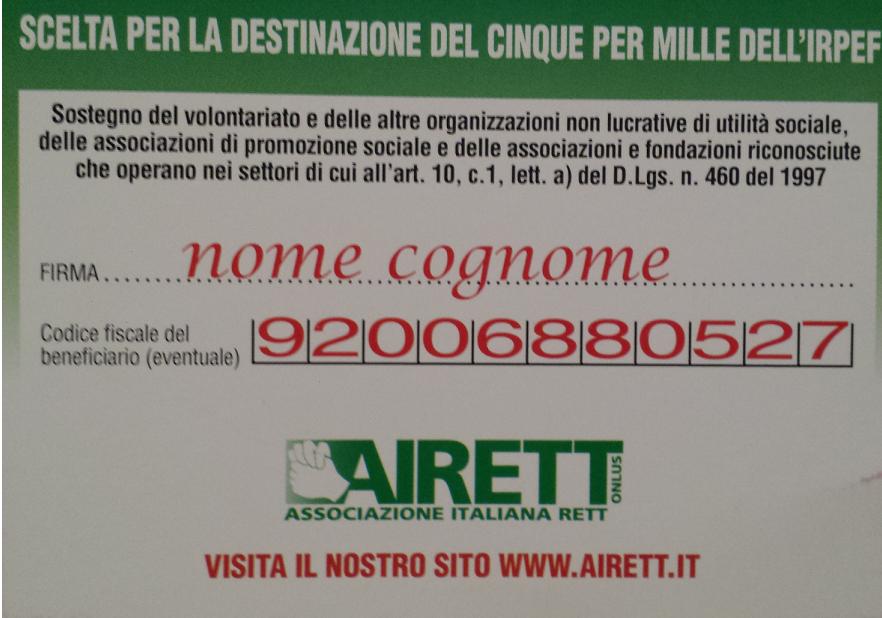 SCELTA PER LA DESTINAZIONE DEL CINQUE PER MILLE DELL'IRPEF
Sostegno del volontariato e delle altre organizzazioni non lucrative di utilità sociale,
delle associazioni di promozione sociale e delle associazioni e fondazioni riconosciute
che operano nei settori di cui all'art. 10, c.1, lett. a) del D.Lgs. n. 460 del 1997
FIRMA....... nome cognome
Codice fiscale del
beneficiario (eventuale) 92006880527
AIRETT ONLUS
ASSOCIAZIONE ITALIANA RETT
VISITA IL NOSTRO SITO WWW.AIRETT.IT